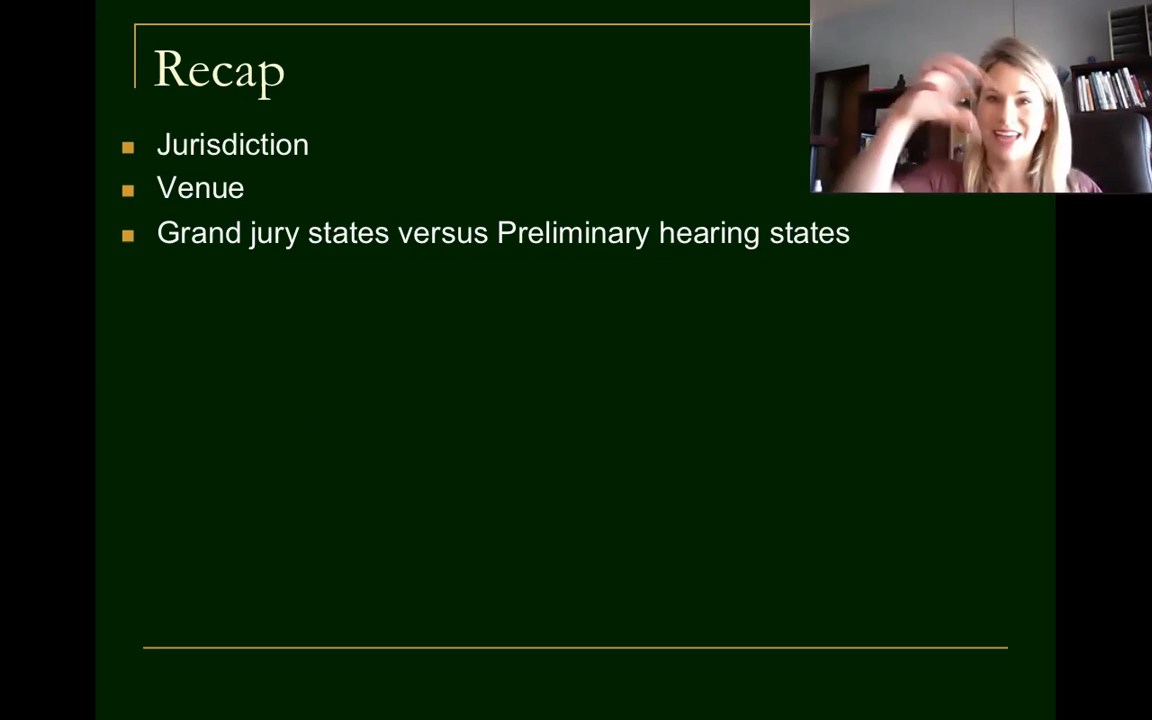 Recap
Jurisdiction
Venue
Grand jury states versus Preliminary hearing states